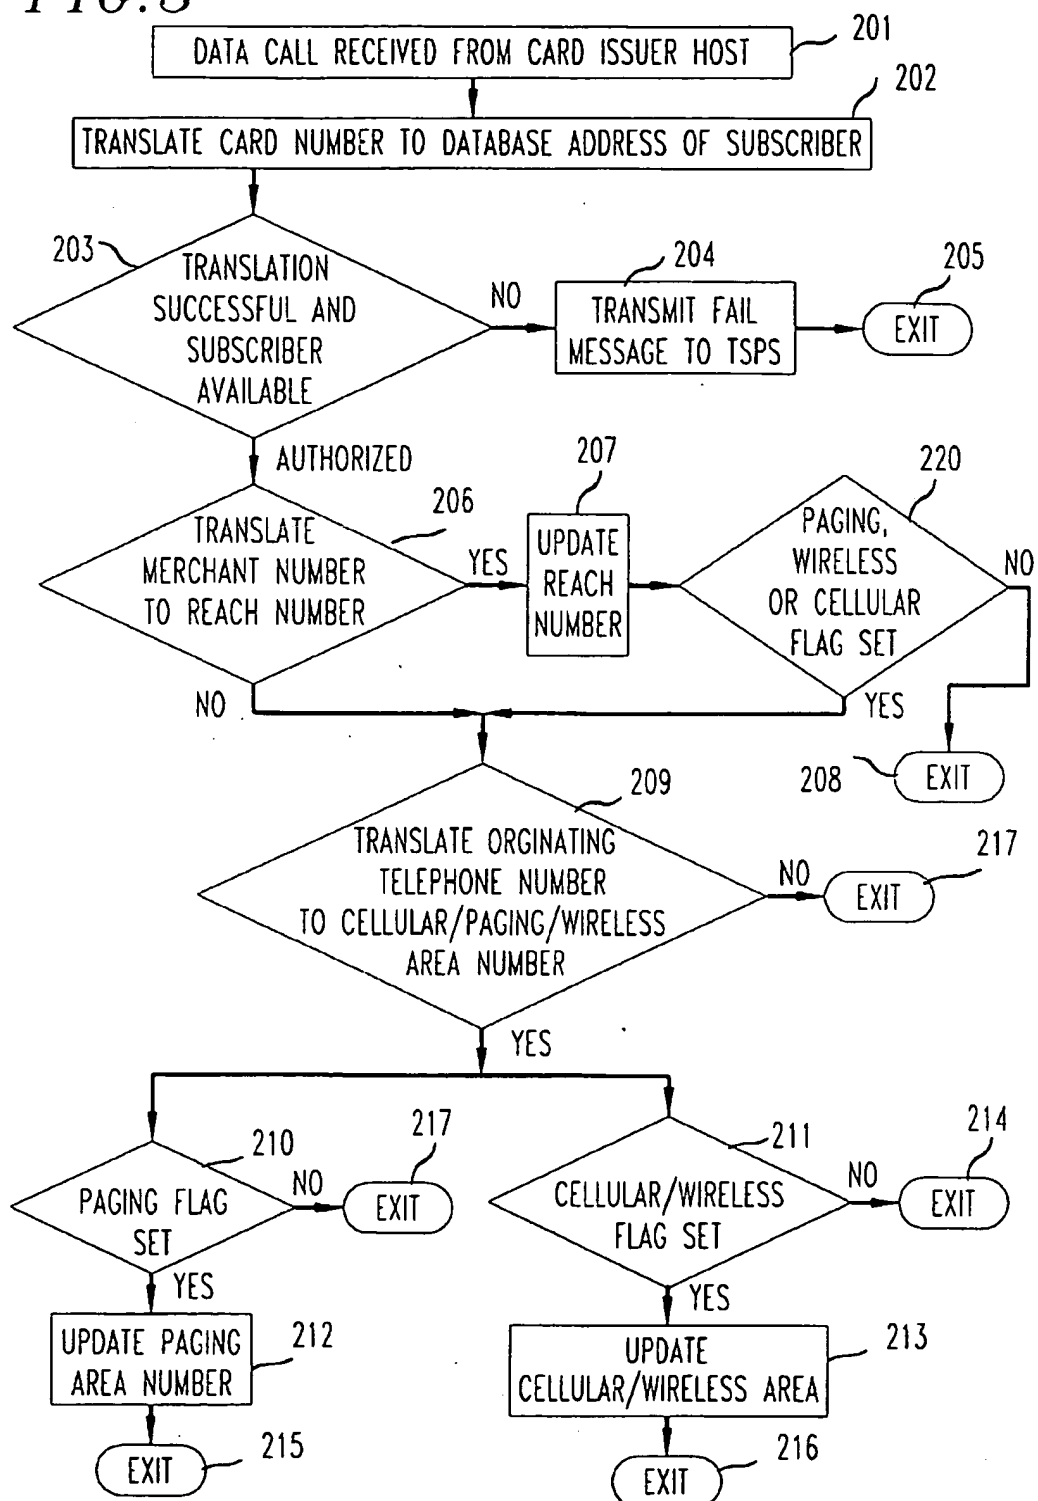 FIG. 3
201
DATA CALL RECEIVED FROM CARD ISSUER HOST
202
TRANSLATE CARD NUMBER TO DATABASE ADDRESS OF SUBSCRIBER
203
TRANSLATION
SUCCESSFUL AND
SUBSCRIBER
AVAILABLE
NO
204
TRANSMIT FAIL
MESSAGE TO TSPS
205
EXIT
AUTHORIZED
206
TRANSLATE
MERCHANT NUMBER
TO REACH NUMBER
YES
207
UPDATE
REACH
NUMBER
220
PAGING,
WIRELESS
OR CELLULAR
FLAG SET
NO
NO
YES
208
EXIT
209
TRANSLATE ORGINATING
TELEPHONE NUMBER
TO CELLULAR/PAGING/WIRELESS
AREA NUMBER
NO
217
EXIT
YES
210
PAGING FLAG
SET
NO
217
EXIT
211
CELLULAR/WIRELESS
FLAG SET
NO
214
EXIT
YES
YES
UPDATE PAGING
AREA NUMBER
212
UPDATE
CELLULAR/WIRELESS AREA
213
EXIT
215
EXIT
216